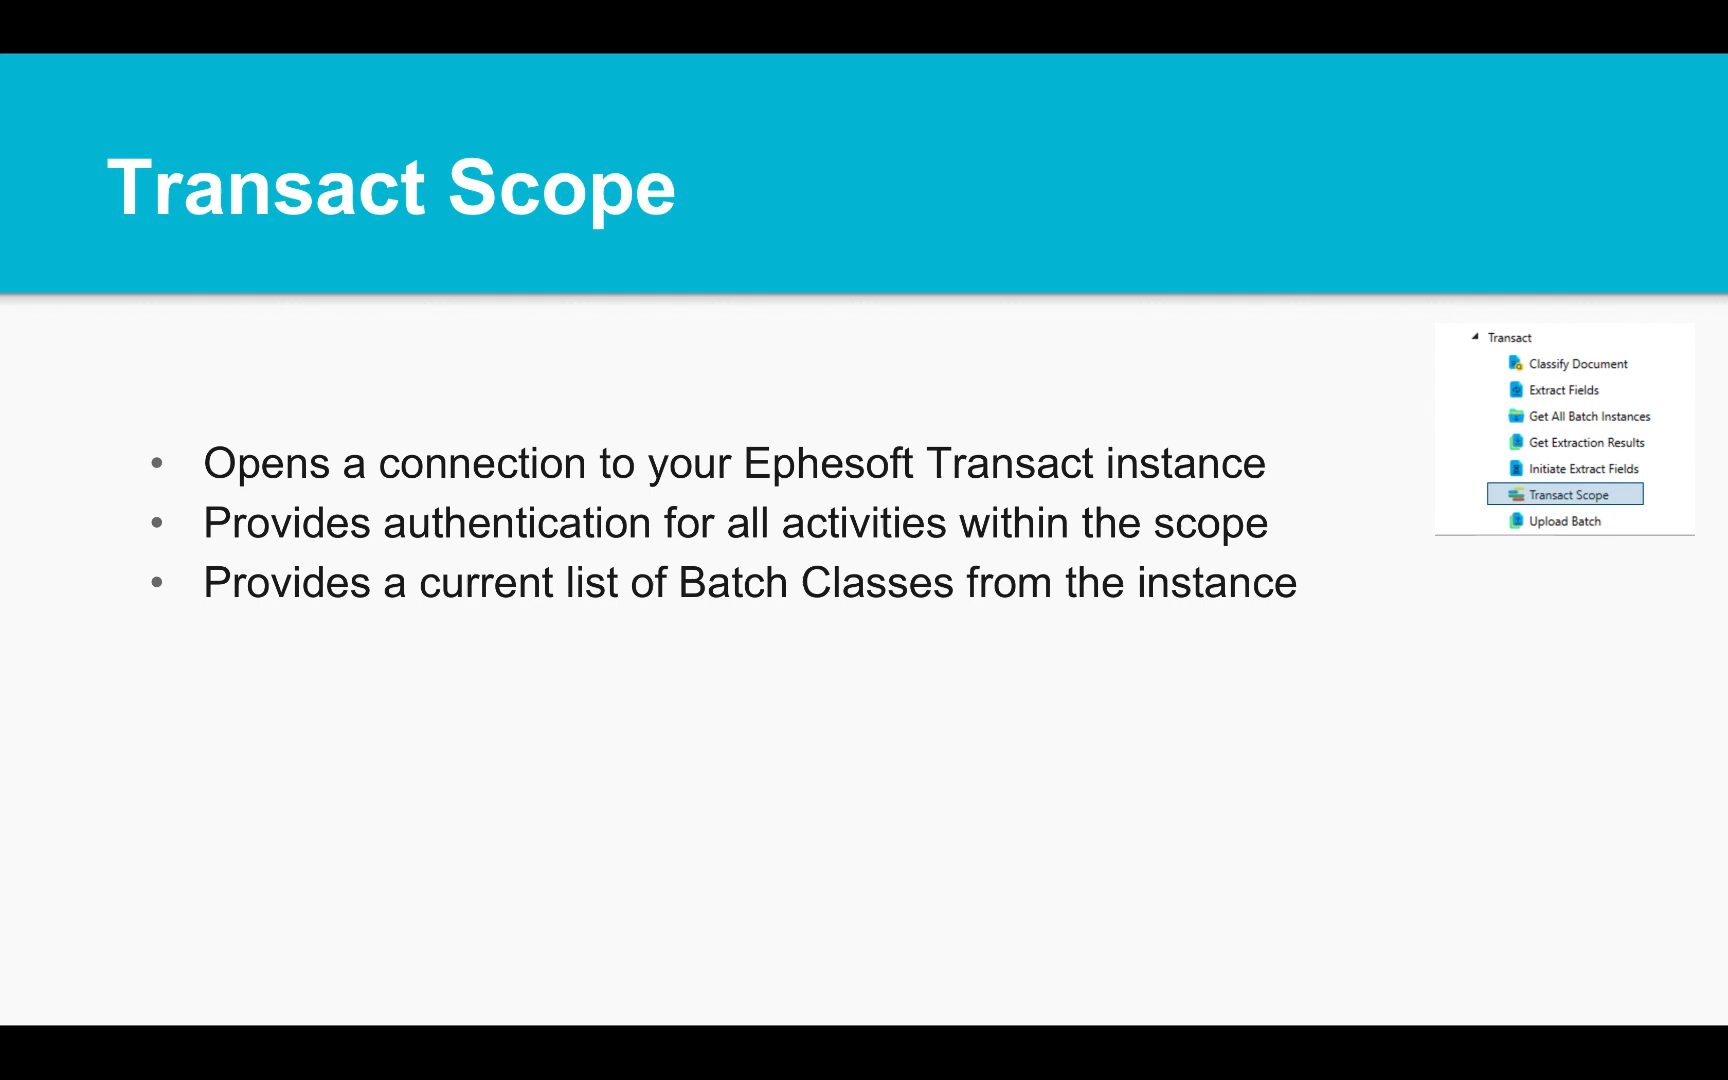 Transact Scope
• Opens a connection to your Ephesoft Transact instance
• Provides authentication for all activities within the scope
• Provides a current list of Batch Classes from the instance
Transact
Classify Document
Extract Fields
Get All Batch Instances
Get Extraction Results
Initiate Extract Fields
Transact Scope
Upload Batch